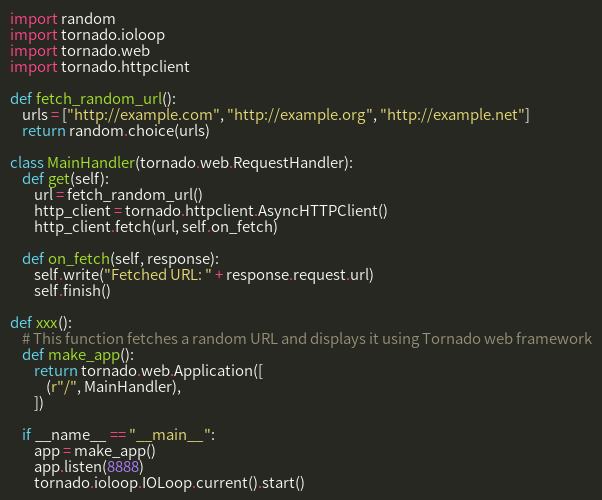 import random
import tornado.ioloop
import tornado.web
import tornado.httpclient

def fetch_random_url():
    urls = ["http://example.com", "http://example.org", "http://example.net"]
    return random.choice(urls)

class MainHandler(tornado.web.RequestHandler):
    def get(self):
        url = fetch_random_url()
        http_client = tornado.httpclient.AsyncHTTPClient()
        http_client.fetch(url, self.on_fetch)

    def on_fetch(self, response):
        self.write("Fetched URL: " + response.request.url)
        self.finish()

def xxx():
    # This function fetches a random URL and displays it using Tornado web framework
    def make_app():
        return tornado.web.Application([
            (r"/", MainHandler),
        ])

    if __name__ == "__main__":
        app = make_app()
        app.listen(8888)
        tornado.ioloop.IOLoop.current().start()